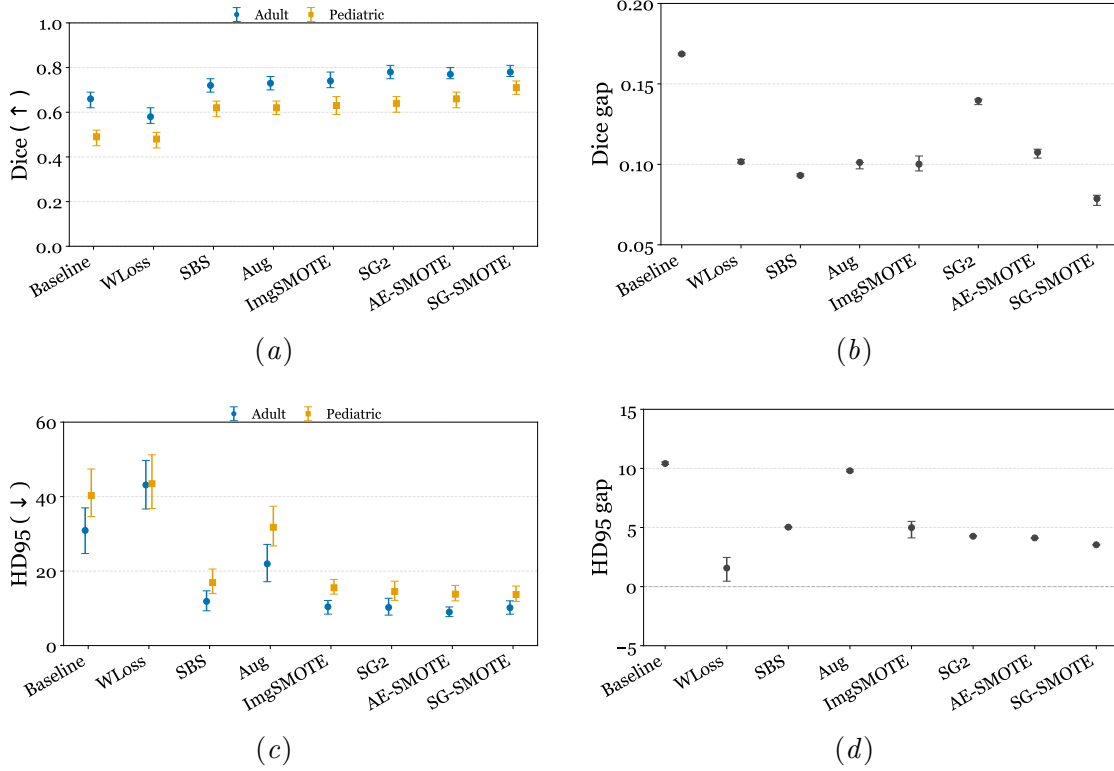 Adult Pediatric
Dice (↑)
1.0
0.8
0.6
0.4
0.2
0.0
Baseline WLoss SBS Aug ImgSMOTE SG2 AE-SMOTE SG-SMOTE
(a)
Dice gap
0.20
0.15
0.10
0.05
Baseline WLoss SBS Aug ImgSMOTE SG2 AE-SMOTE SG-SMOTE
(b)
Adult Pediatric
HD95 (↓)
60
40
20
0
Baseline WLoss SBS Aug ImgSMOTE SG2 AE-SMOTE SG-SMOTE
(c)
HD95 gap
15
10
5
0
−5
Baseline WLoss SBS Aug ImgSMOTE SG2 AE-SMOTE SG-SMOTE
(d)